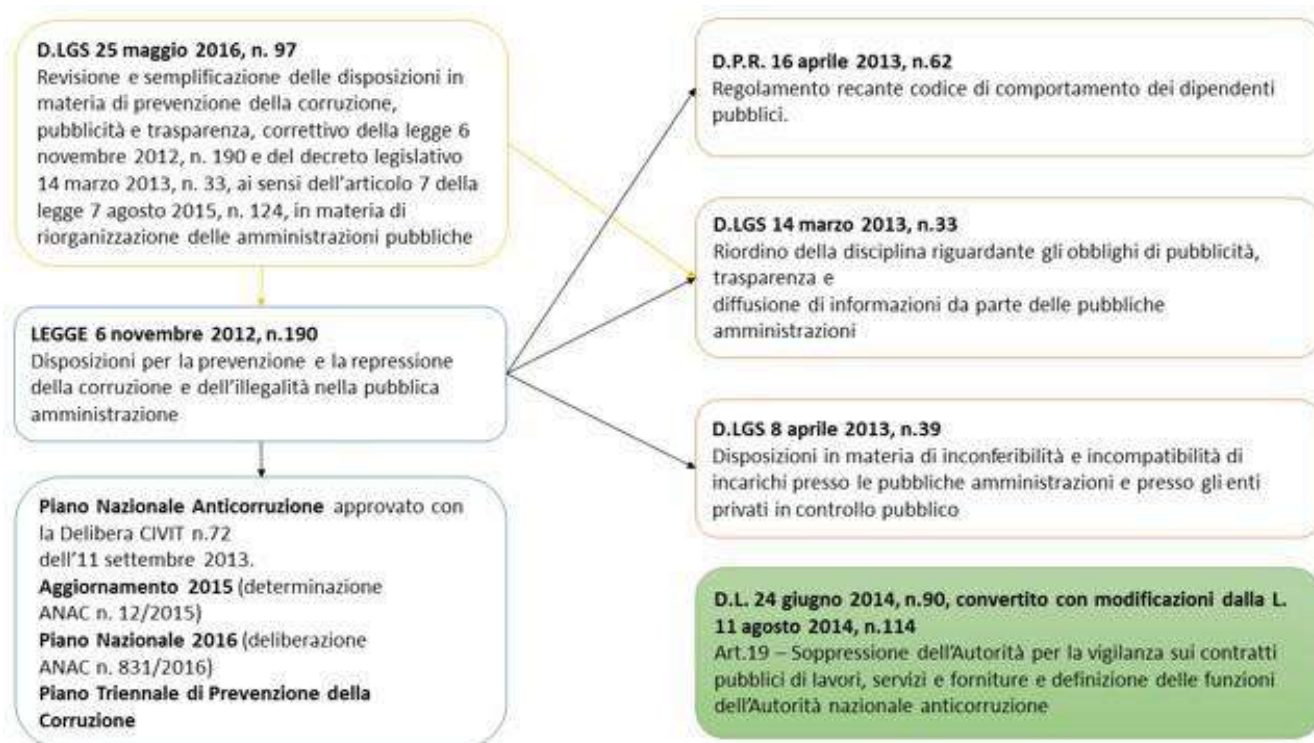 D.LGS 25 maggio 2016, n. 97
Revisione e semplificazione delle disposizioni in
materia di prevenzione della corruzione,
pubblicità e trasparenza, correttivo della legge 6
novembre 2012, n. 190 e del decreto legislativo
14 marzo 2013, n. 33, ai sensi dell'articolo 7 della
legge 7 agosto 2015, n. 124, in materia di
riorganizzazione delle amministrazioni pubbliche
LEGGE 6 novembre 2012, n.190
Disposizioni per la prevenzione e la repressione
della corruzione e dell'illegalità nella pubblica
amministrazione
Piano Nazionale Anticorruzione approvato con
la Delibera CIVIT n.72
dell'11 settembre 2013.
Aggiornamento 2015 (determinazione
ANAC n. 12/2015)
Piano Nazionale 2016 (deliberazione
ANAC n. 831/2016)
Piano Triennale di Prevenzione della
Corruzione
D.P.R. 16 aprile 2013, n.62
Regolamento recante codice di comportamento dei dipendenti
pubblici.
D.LGS 14 marzo 2013, n.33
Riordino della disciplina riguardante gli obblighi di pubblicità,
trasparenza e
diffusione di informazioni da parte delle pubbliche
amministrazioni
D.LGS 8 aprile 2013, n.39
Disposizioni in materia di inconferibilità e incompatibilità di
incarichi presso le pubbliche amministrazioni e presso gli enti
privati in controllo pubblico
D.L. 24 giugno 2014, n.90, convertito con modificazioni dalla L.
11 agosto 2014, n.114
Art.19 – Soppressione dell'Autorità per la vigilanza sui contratti
pubblici di lavori, servizi e forniture e definizione delle funzioni
dell'Autorità nazionale anticorruzione